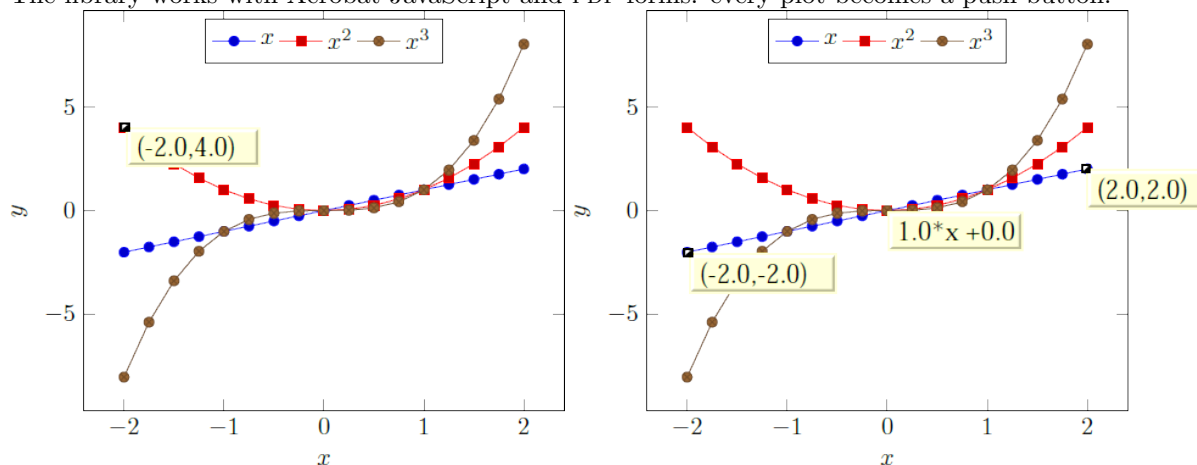 The library works with Acrobat JavaScript and PDF forms: every plot becomes a push-button.
x x² x³
5
0
−5
y
(-2.0,4.0)
−2 −1 0 1 2
x
x x² x³
5
0
−5
y
(2.0,2.0)
1.0*x +0.0
(-2.0,-2.0)
−2 −1 0 1 2
x